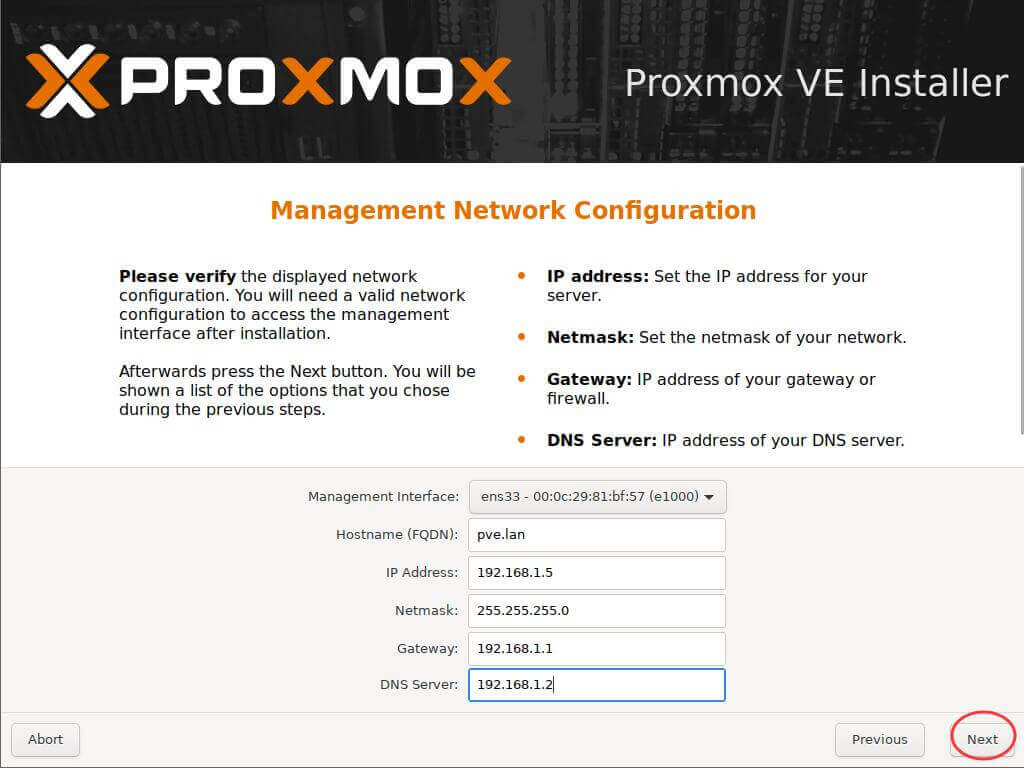 PROXMOX
Proxmox VE Installer
Management Network Configuration
Please verify the displayed network
configuration. You will need a valid network
configuration to access the management
interface after installation.
Afterwards press the Next button. You will be
shown a list of the options that you chose
during the previous steps.
• IP address: Set the IP address for your
server.
• Netmask: Set the netmask of your network.
• Gateway: IP address of your gateway or
firewall.
• DNS Server: IP address of your DNS server.
Management Interface: ens33 - 00:0c:29:81:bf:57 (e1000)
Hostname (FQDN): pve.lan
IP Address: 192.168.1.5
Netmask: 255.255.255.0
Gateway: 192.168.1.1
DNS Server: 192.168.1.2
Abort Previous Next